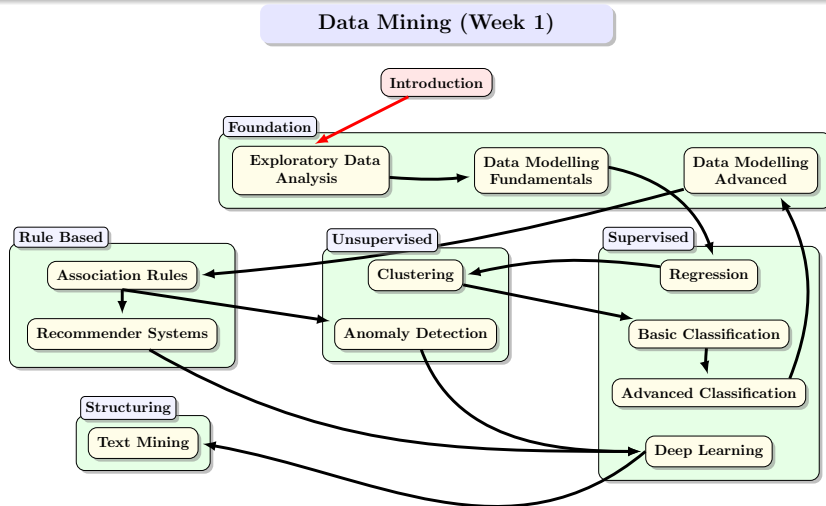 Data Mining (Week 1)
Introduction
Foundation
Exploratory Data
Analysis
Data Modelling
Fundamentals
Data Modelling
Advanced
Rule Based
Association Rules
Recommender Systems
Unsupervised
Clustering
Anomaly Detection
Supervised
Regression
Basic Classification
Advanced Classification
Deep Learning
Structuring
Text Mining